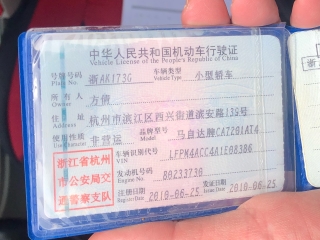 中华人民共和国机动车行驶证
Vehicle License of the People's Republic of China
号牌号码 浙AK173G 车辆类型 小型轿车
Plate No. Vehicle Type
所有人 方倩
Owner
住址 杭州市滨江区西兴街道滨安路139号
Address
使用性质 非营运 品牌型号 马自达牌CA7201AT4
Use Character Model
浙江省杭州
市公安局交
通警察支队
车辆识别代号 LFPM4ACC4A1E08386
VIN
发动机号码 80233730
Engine No.
注册日期 2010-06-25 发证日期 2010-06-25
Register Date Issue Date